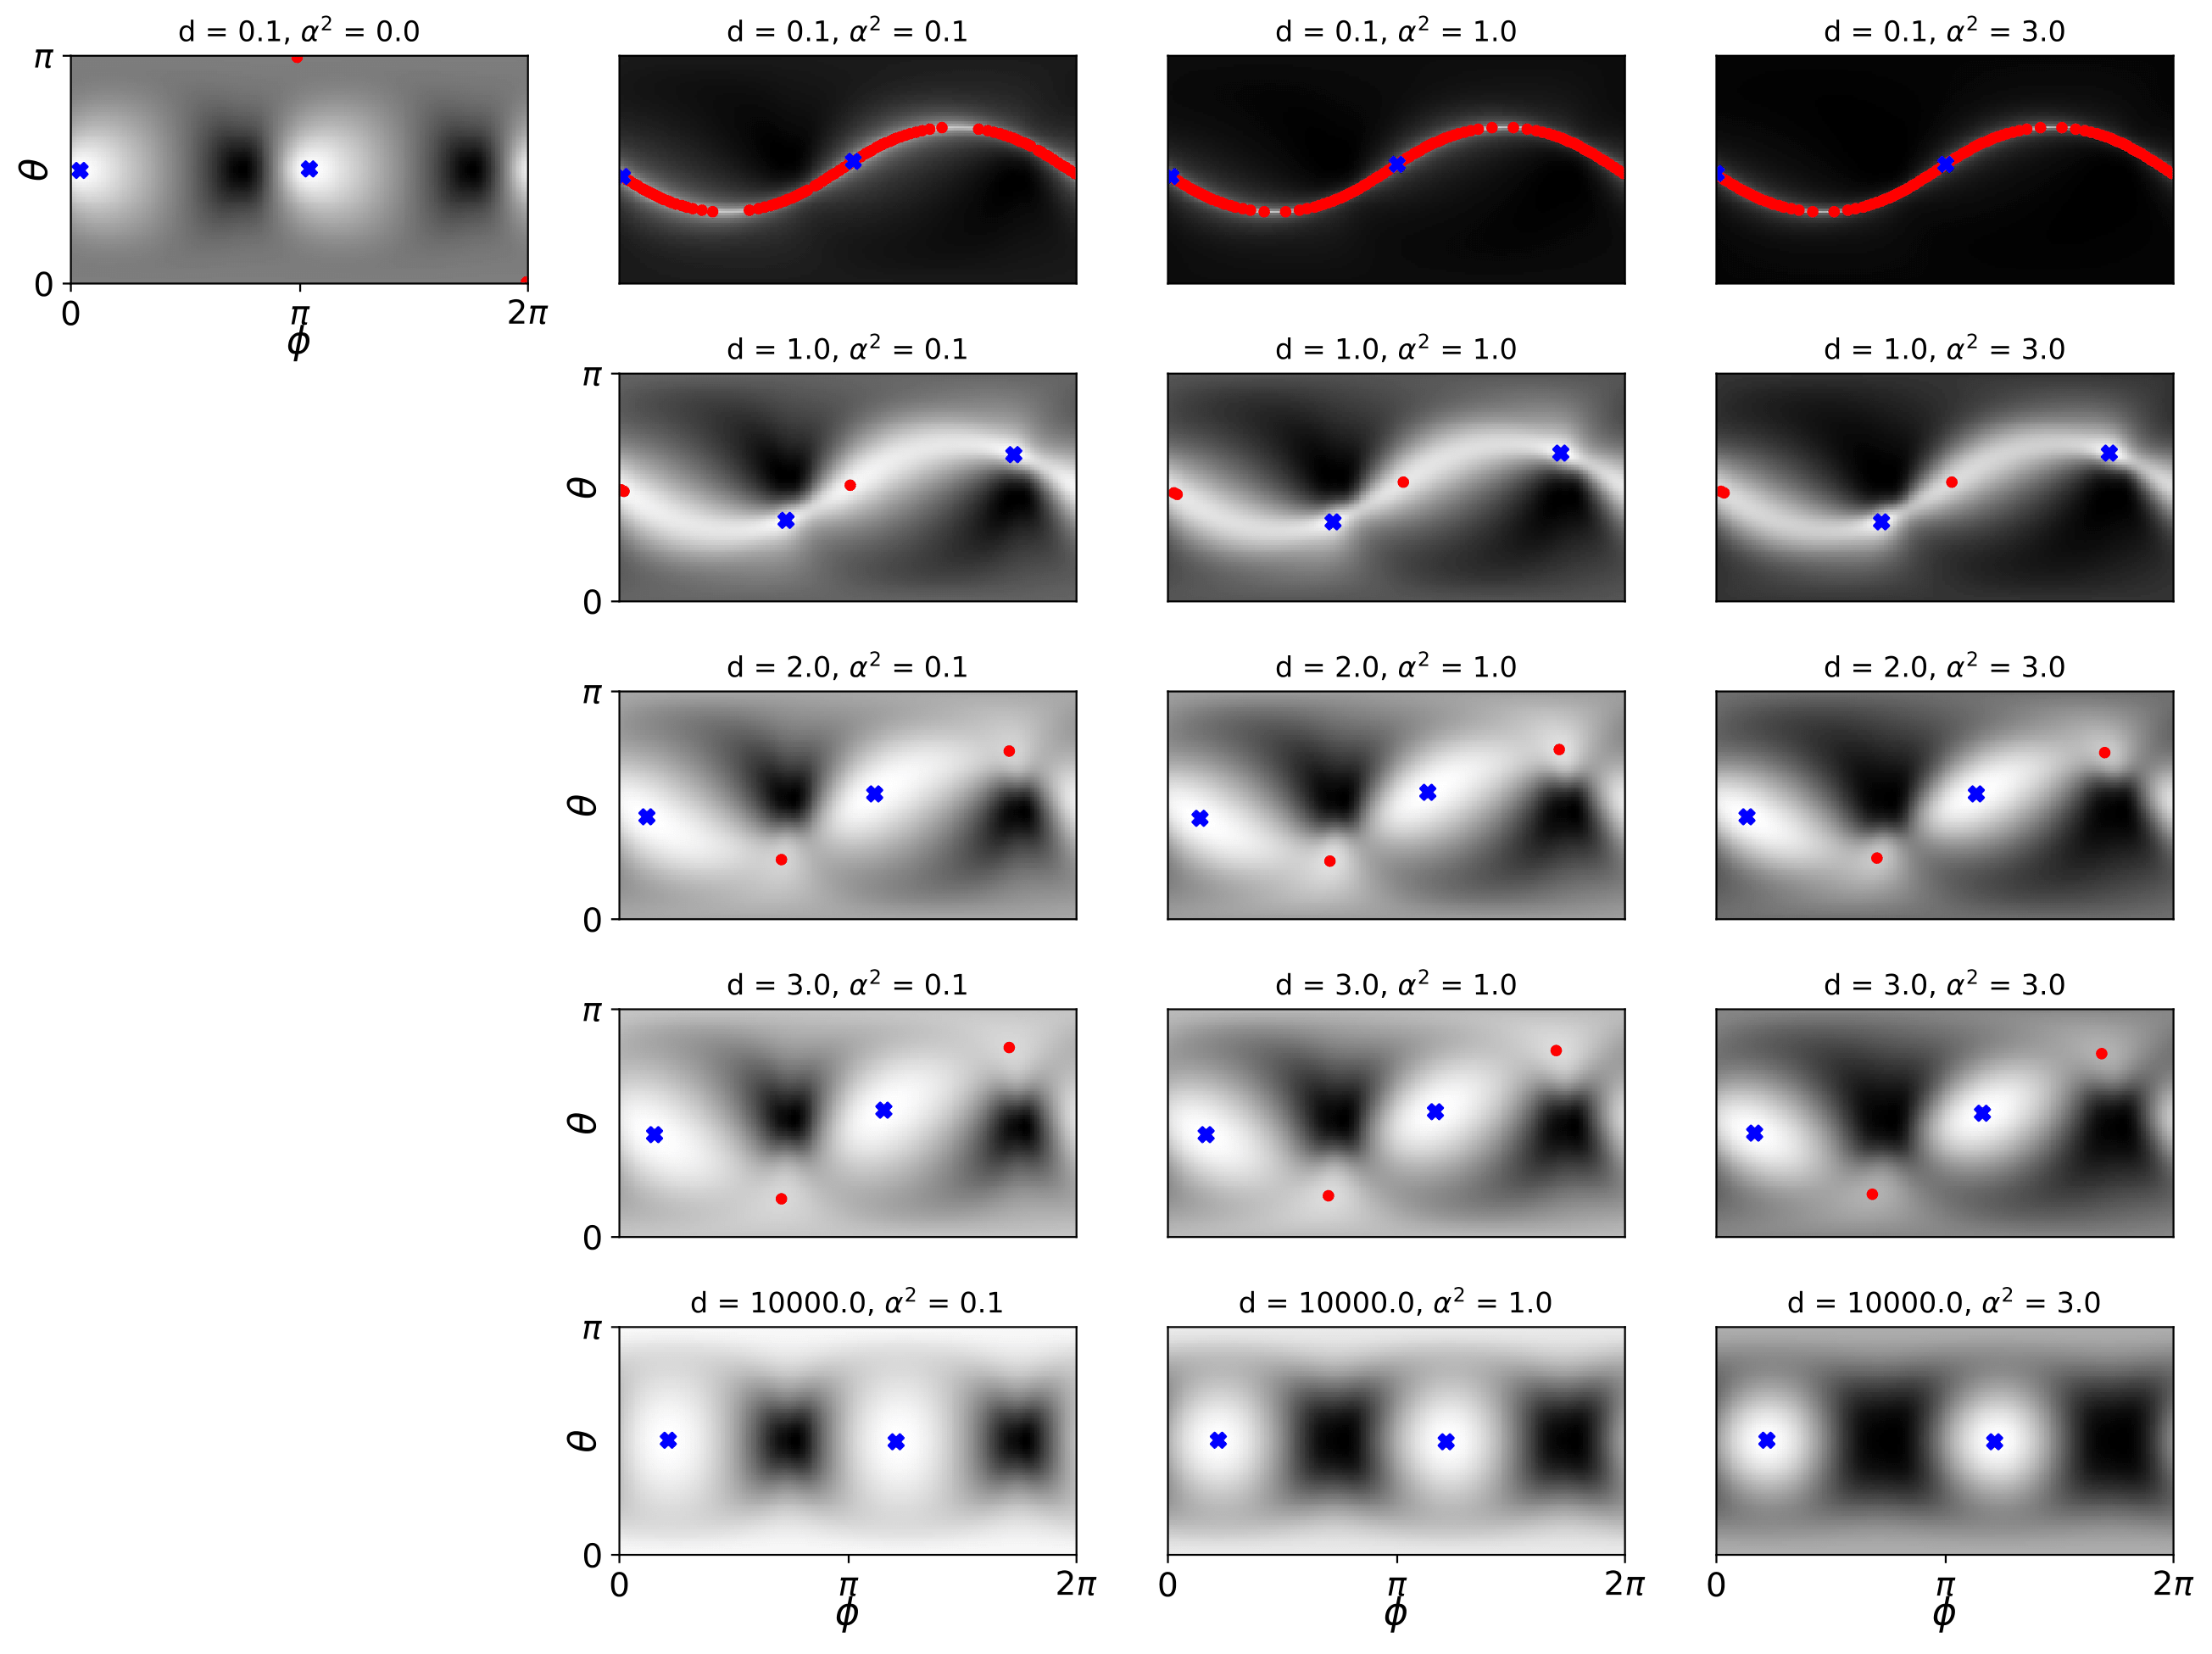 d = 0.1, α² = 0.0
d = 0.1, α² = 0.1
d = 0.1, α² = 1.0
d = 0.1, α² = 3.0
π
θ
0
0
π
2π
ϕ
d = 1.0, α² = 0.1
d = 1.0, α² = 1.0
d = 1.0, α² = 3.0
π
θ
0
d = 2.0, α² = 0.1
d = 2.0, α² = 1.0
d = 2.0, α² = 3.0
π
θ
0
d = 3.0, α² = 0.1
d = 3.0, α² = 1.0
d = 3.0, α² = 3.0
π
θ
0
d = 10000.0, α² = 0.1
d = 10000.0, α² = 1.0
d = 10000.0, α² = 3.0
π
θ
0
0
π
2π
0
π
2π
0
π
2π
ϕ
ϕ
ϕ